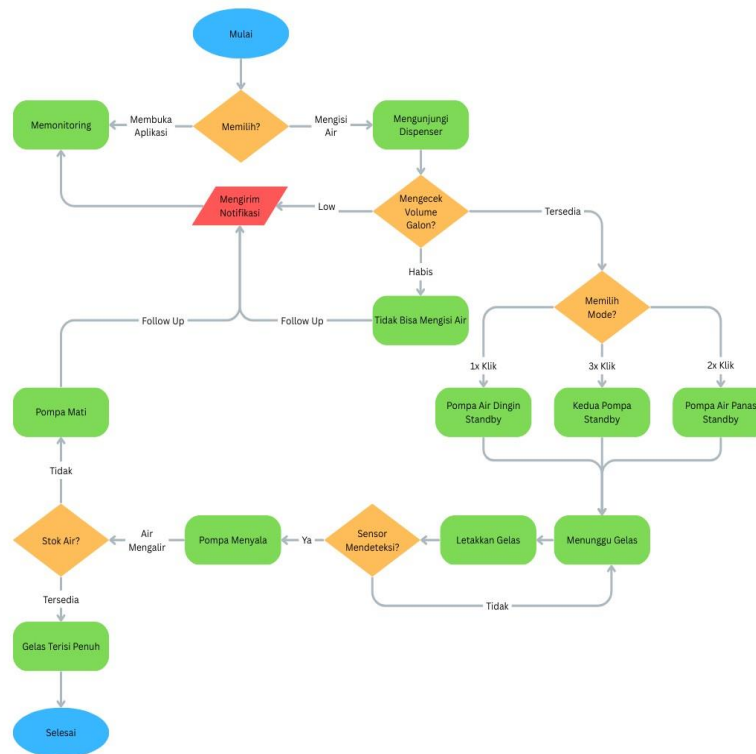 Mulai
Memonitoring
Membuka
Aplikasi
Memilih?
Mengisi
Air
Mengunjungi
Dispenser
Mengirim
Notifikasi
Low
Mengecek
Volume
Galon?
Tersedia
Habis
Memilih
Mode?
Follow Up
Follow Up
Tidak Bisa Mengisi Air
1x Klik
3x Klik
2x Klik
Pompa Mati
Pompa Air Dingin
Standby
Kedua Pompa
Standby
Pompa Air Panas
Standby
Tidak
Stok Air?
Air
Mengalir
Pompa Menyala
Ya
Sensor
Mendeteksi?
Letakkan Gelas
Menunggu Gelas
Tersedia
Tidak
Gelas Terisi Penuh
Selesai